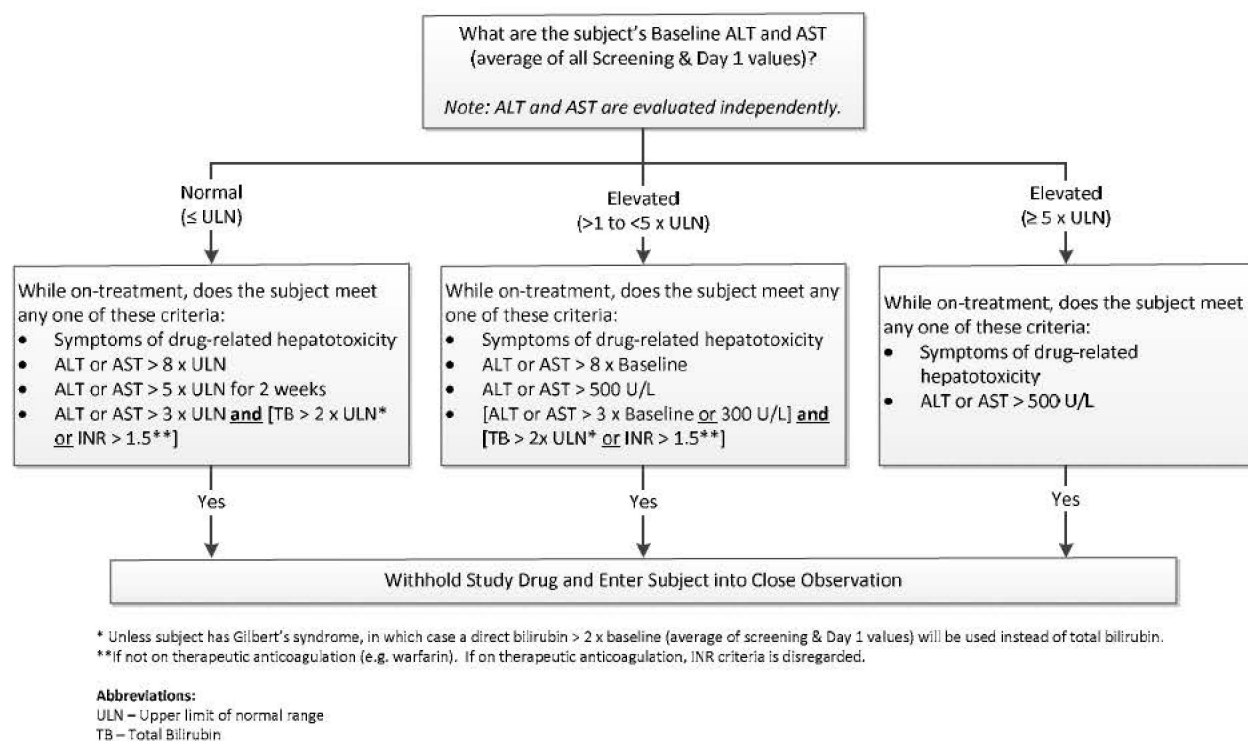 What are the subject's Baseline ALT and AST
(average of all Screening & Day 1 values)?
Note: ALT and AST are evaluated independently.
Normal
(≤ ULN)
Elevated
(>1 to <5 x ULN)
Elevated
(≥ 5 x ULN)
While on-treatment, does the subject meet
any one of these criteria:
• Symptoms of drug-related hepatotoxicity
• ALT or AST > 8 x ULN
• ALT or AST > 5 x ULN for 2 weeks
• ALT or AST > 3 x ULN and [TB > 2 x ULN*
or INR > 1.5**]
While on-treatment, does the subject meet any
one of these criteria:
• Symptoms of drug-related hepatotoxicity
• ALT or AST > 8 x Baseline
• ALT or AST > 500 U/L
• [ALT or AST > 3 x Baseline or 300 U/L] and
[TB > 2x ULN* or INR > 1.5**]
While on-treatment, does the subject meet
any one of these criteria:
• Symptoms of drug-related
hepatotoxicity
• ALT or AST > 500 U/L
Yes
Yes
Yes
Withhold Study Drug and Enter Subject into Close Observation
* Unless subject has Gilbert's syndrome, in which case a direct bilirubin > 2 x baseline (average of screening & Day 1 values) will be used instead of total bilirubin.
**If not on therapeutic anticoagulation (e.g. warfarin). If on therapeutic anticoagulation, INR criteria is disregarded.
Abbreviations:
ULN – Upper limit of normal range
TB – Total Bilirubin